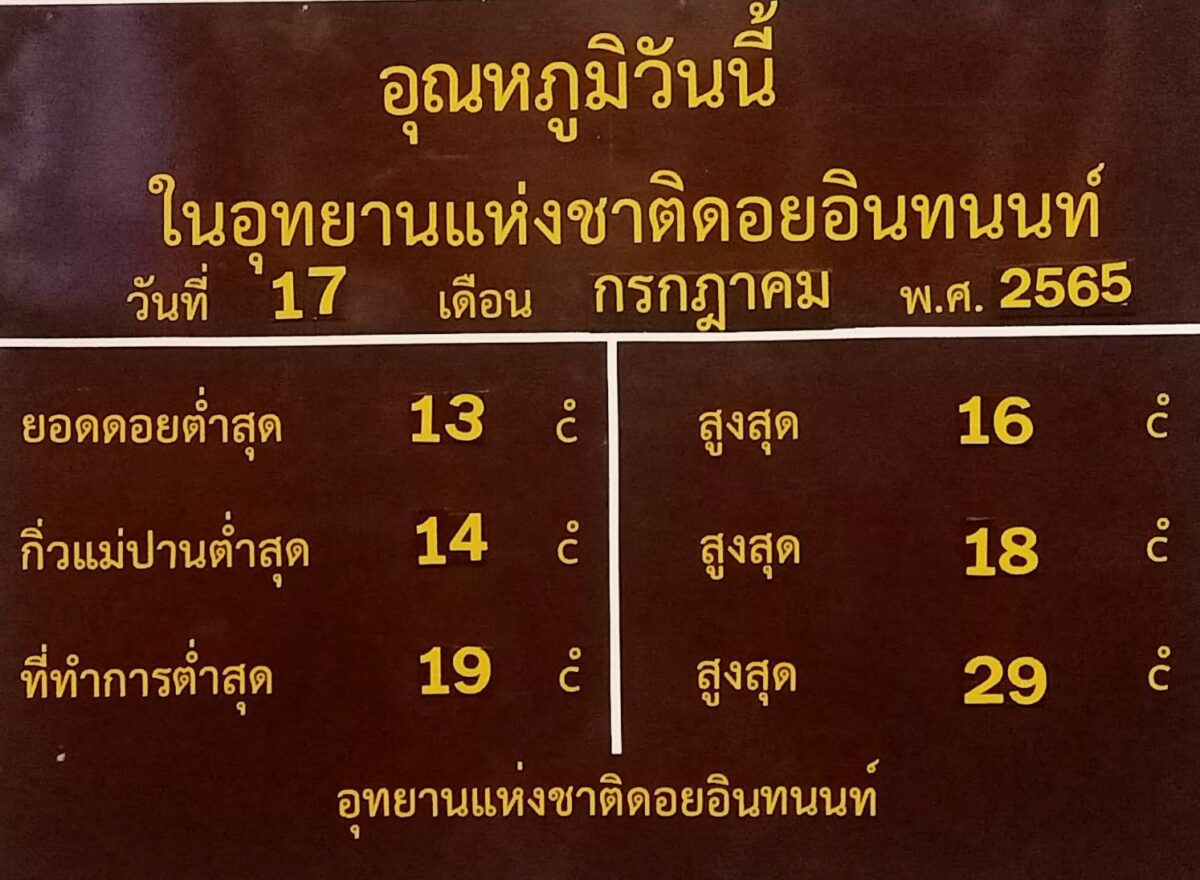 อุณหภูมิวันนี้
ในอุทยานแห่งชาติดอยอินทนนท์
วันที่ 17 เดือน กรกฎาคม พ.ศ. 2565
ยอดดอยต่ำสุด 13 C° สูงสุด 16 C°
กิ่วแม่ปานต่ำสุด 14 C° สูงสุด 18 C°
ที่ทำการต่ำสุด 19 C° สูงสุด 29 C°
อุทยานแห่งชาติดอยอินทนนท์